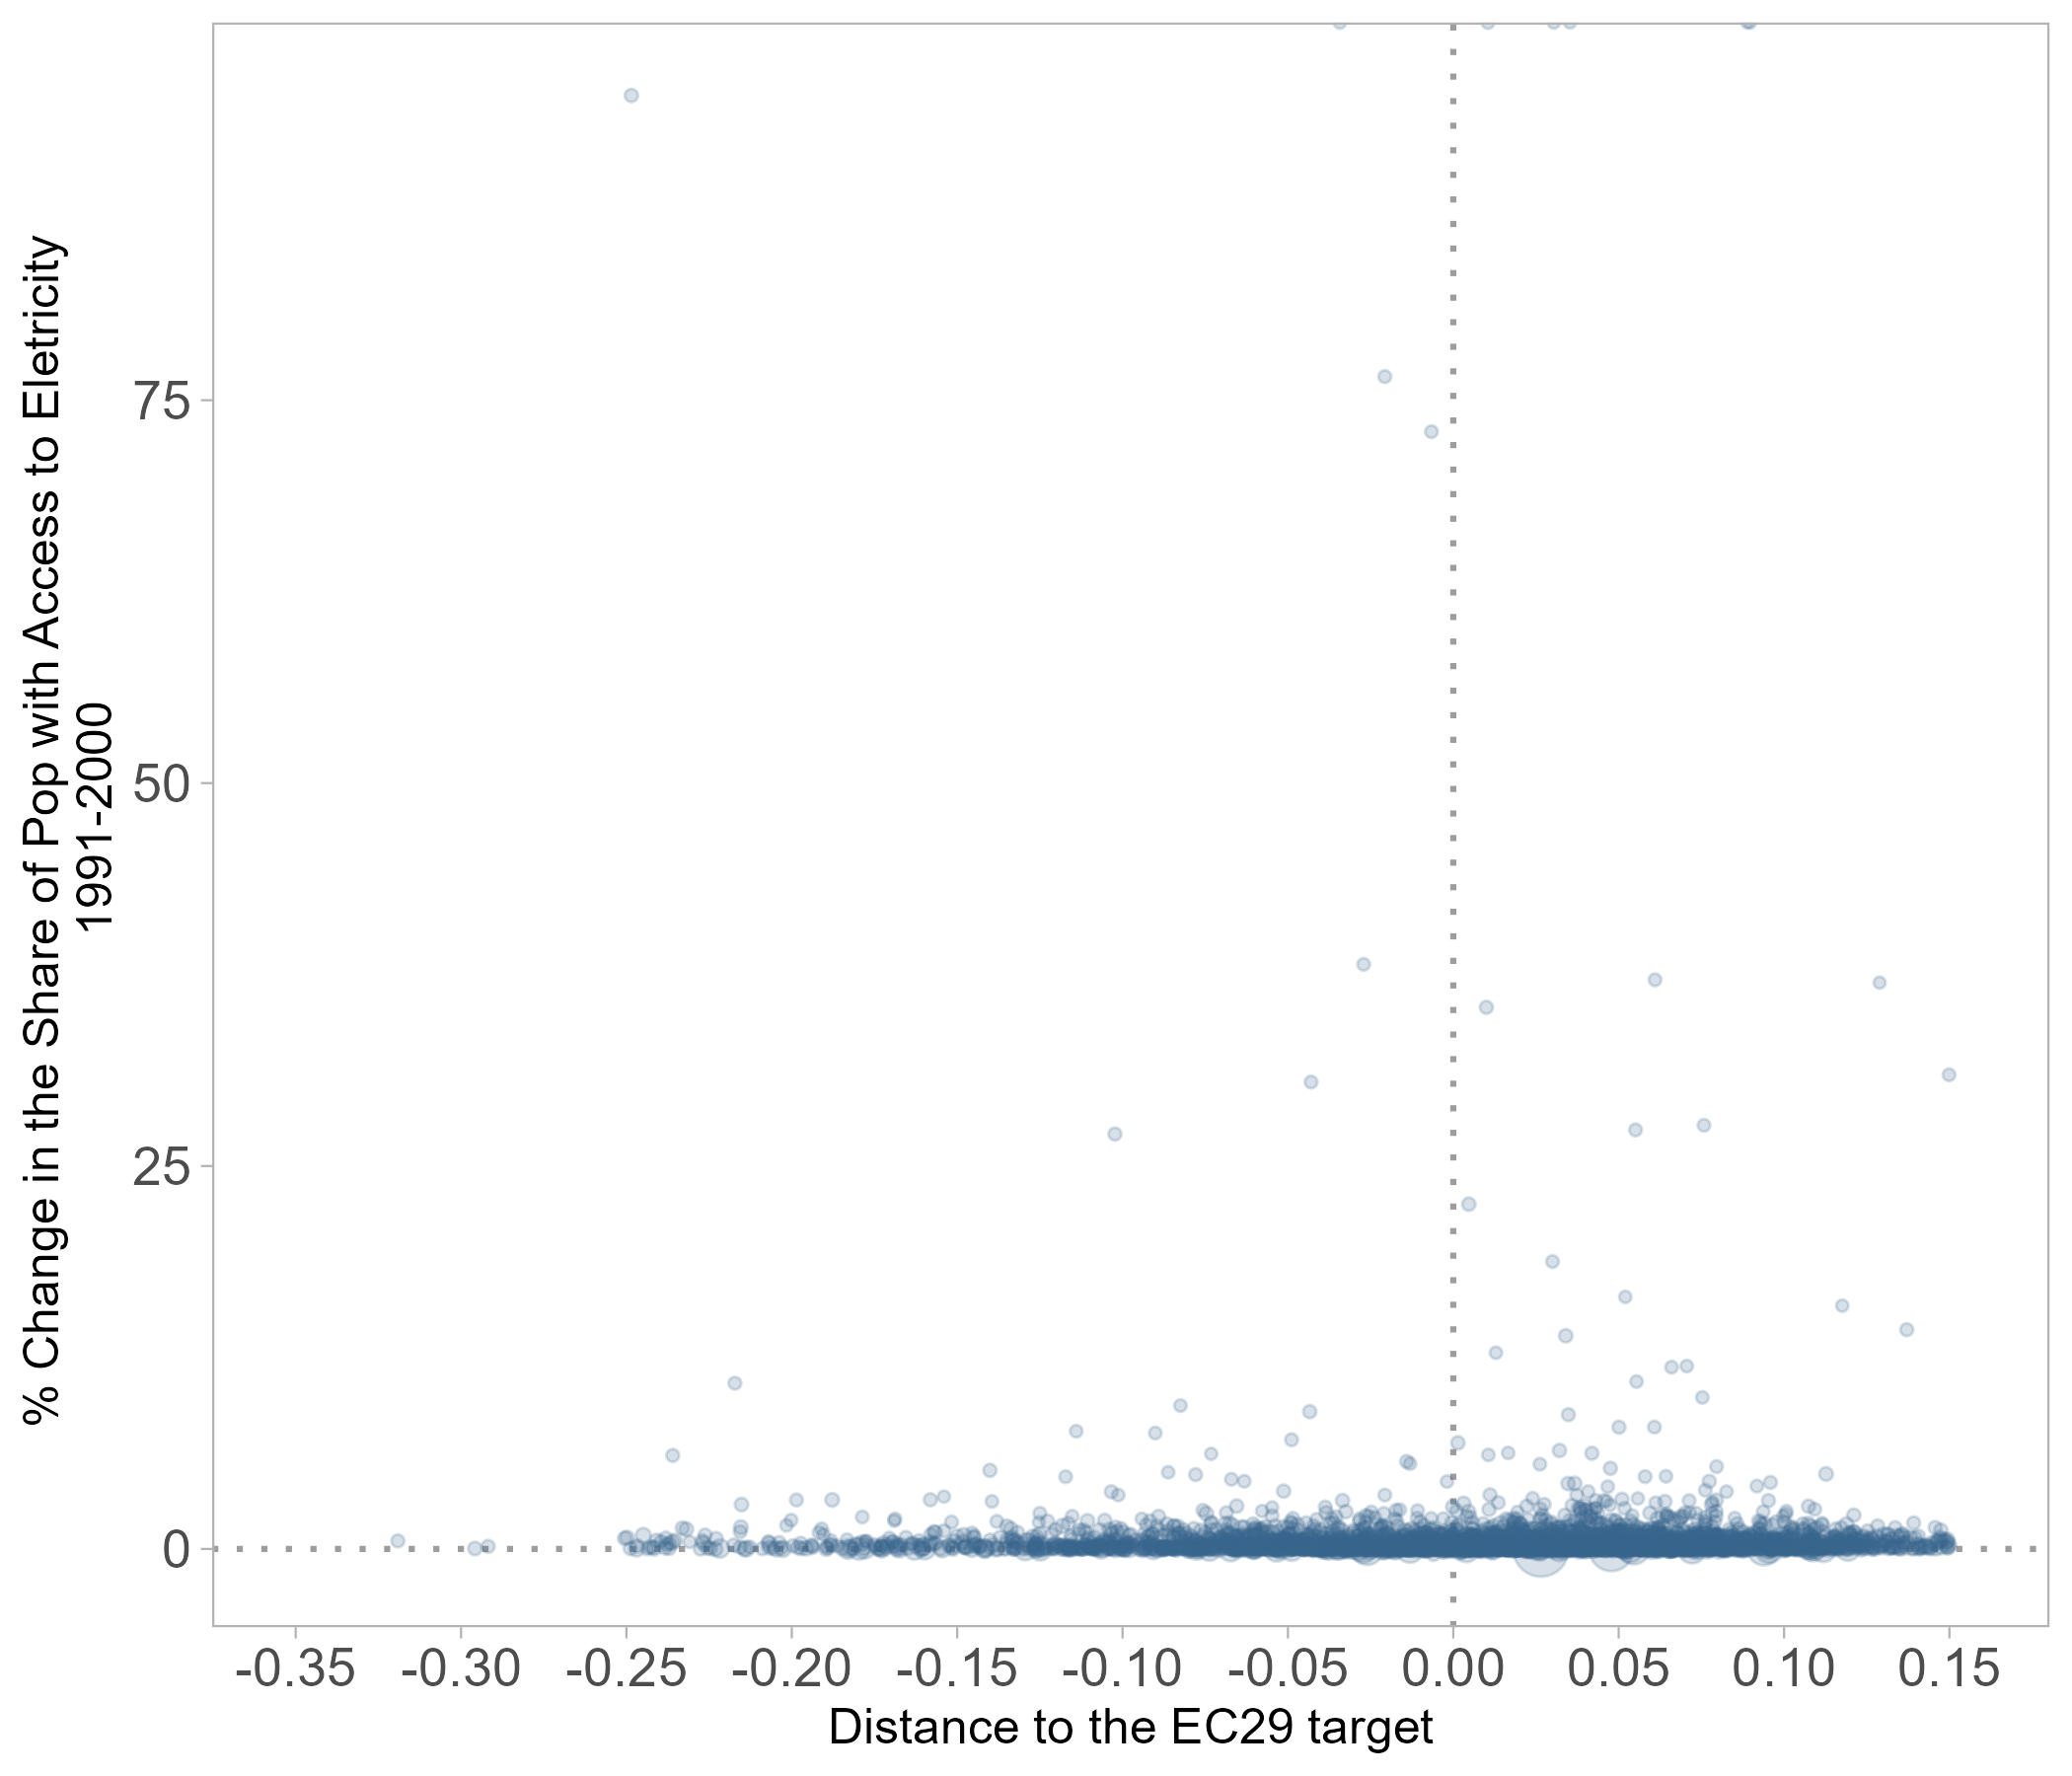 % Change in the Share of Pop with Access to Eletricity
1991-2000
75
50
25
0
-0.35 -0.30 -0.25 -0.20 -0.15 -0.10 -0.05 0.00 0.05 0.10 0.15
Distance to the EC29 target